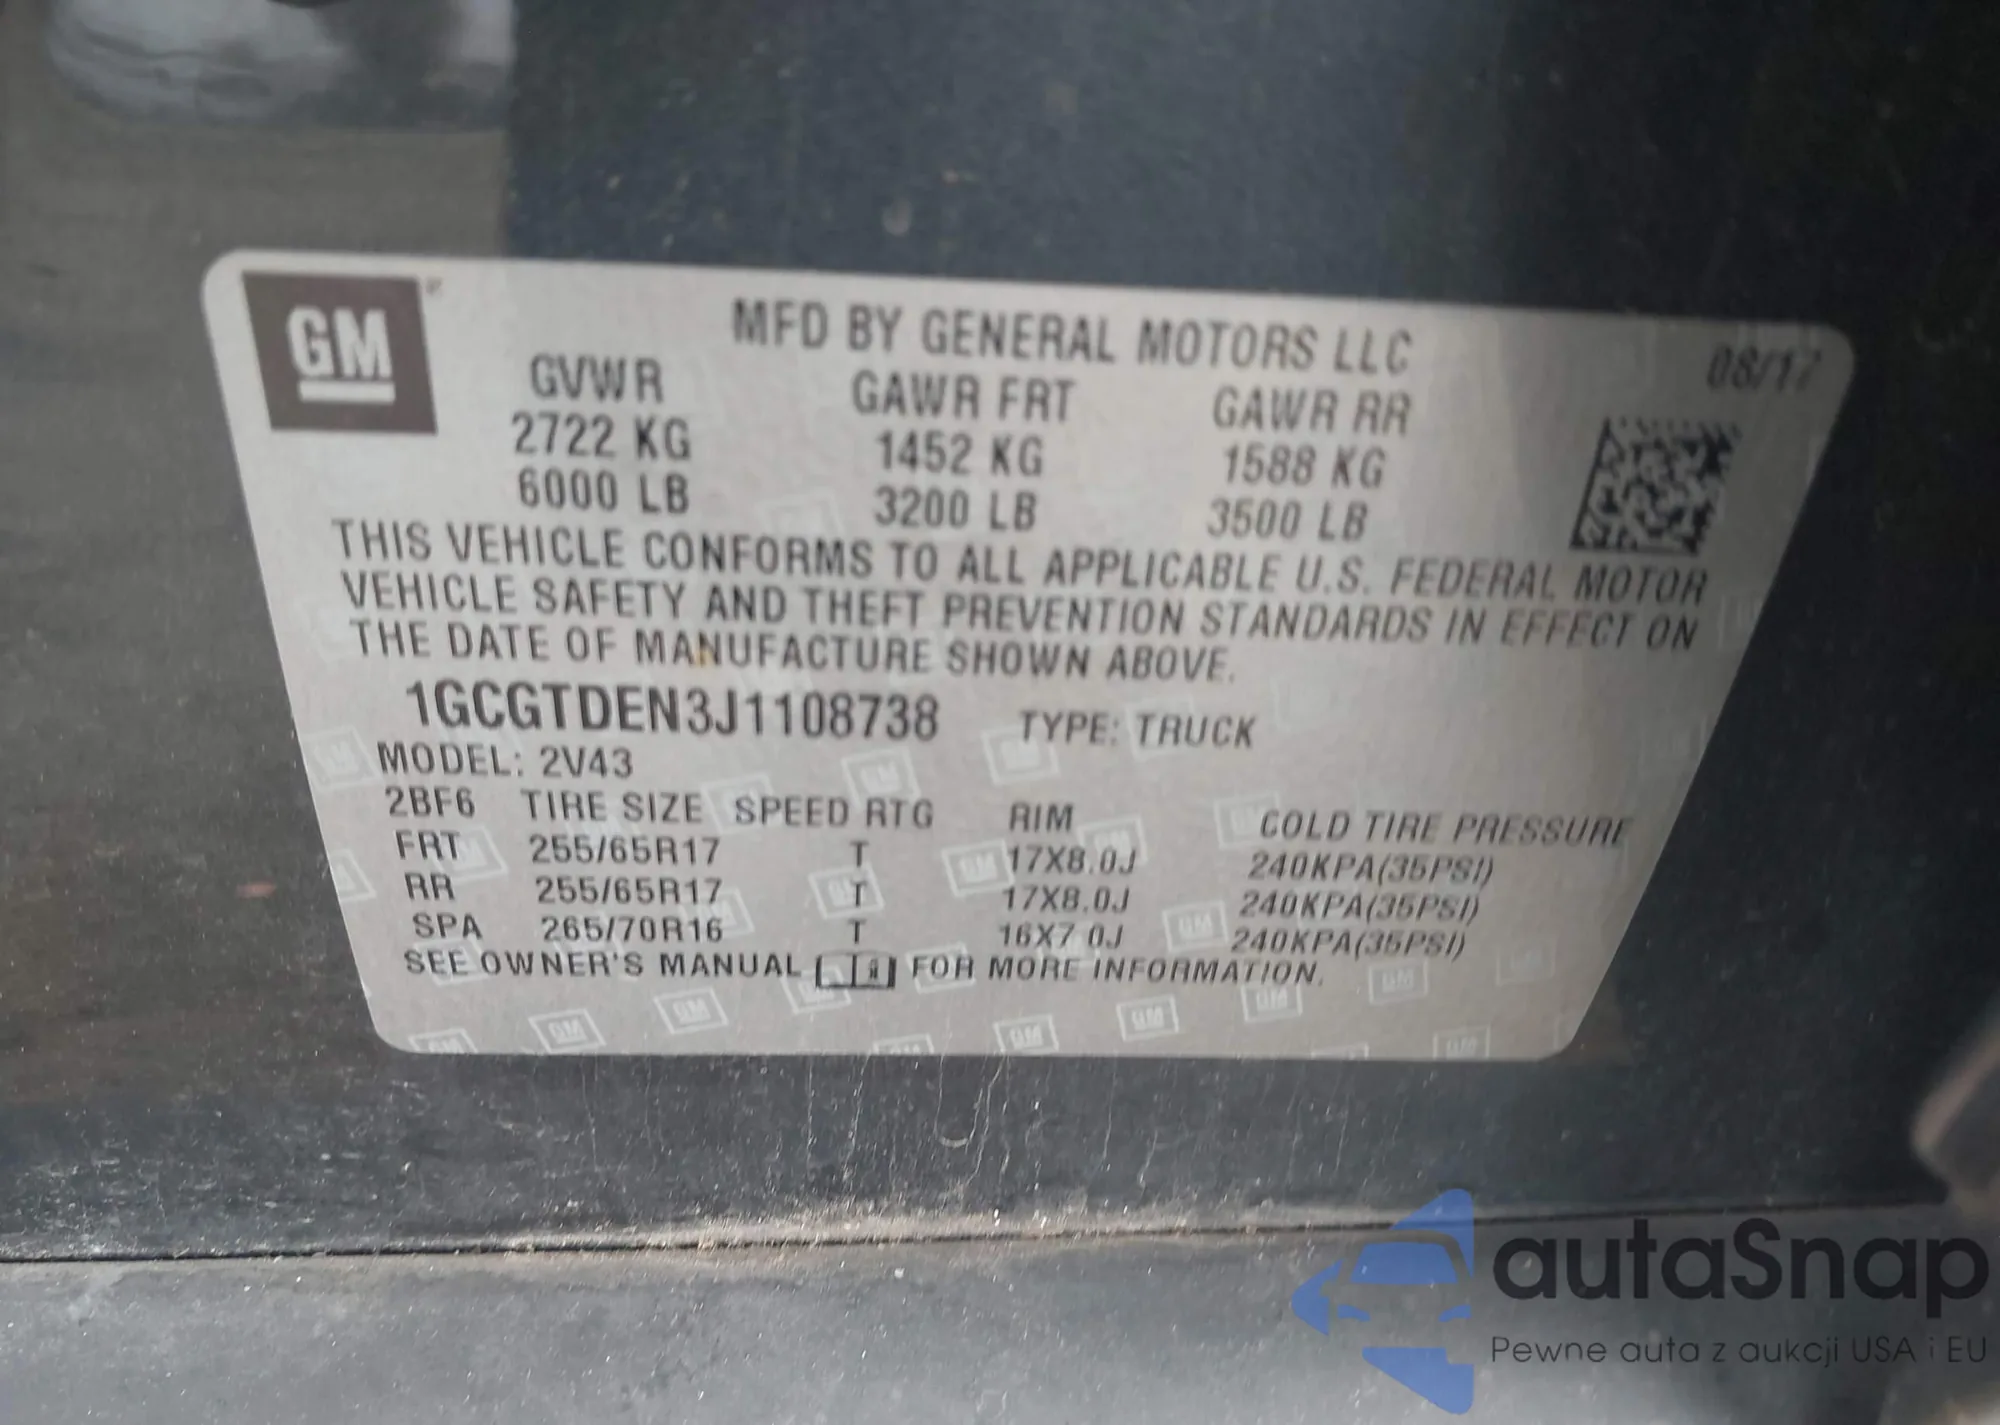 GM
MFD BY GENERAL MOTORS LLC
08/17
GVWR GAWR FRT GAWR RR
2722 KG 1452 KG 1588 KG
6000 LB 3200 LB 3500 LB
THIS VEHICLE CONFORMS TO ALL APPLICABLE U.S. FEDERAL MOTOR
VEHICLE SAFETY AND THEFT PREVENTION STANDARDS IN EFFECT ON
THE DATE OF MANUFACTURE SHOWN ABOVE.
1GCGTDEN3J1108738 TYPE: TRUCK
MODEL: 2V43
2BF6 TIRE SIZE SPEED RTG RIM COLD TIRE PRESSURE
FRT 255/65R17 T 17X8.0J 240KPA(35PSI)
RR 255/65R17 T 17X8.0J 240KPA(35PSI)
SPA 265/70R16 T 16X7.0J 240KPA(35PSI)
SEE OWNER'S MANUAL FOR MORE INFORMATION.
autaSnap
Pewne auta z aukcji USA i EU